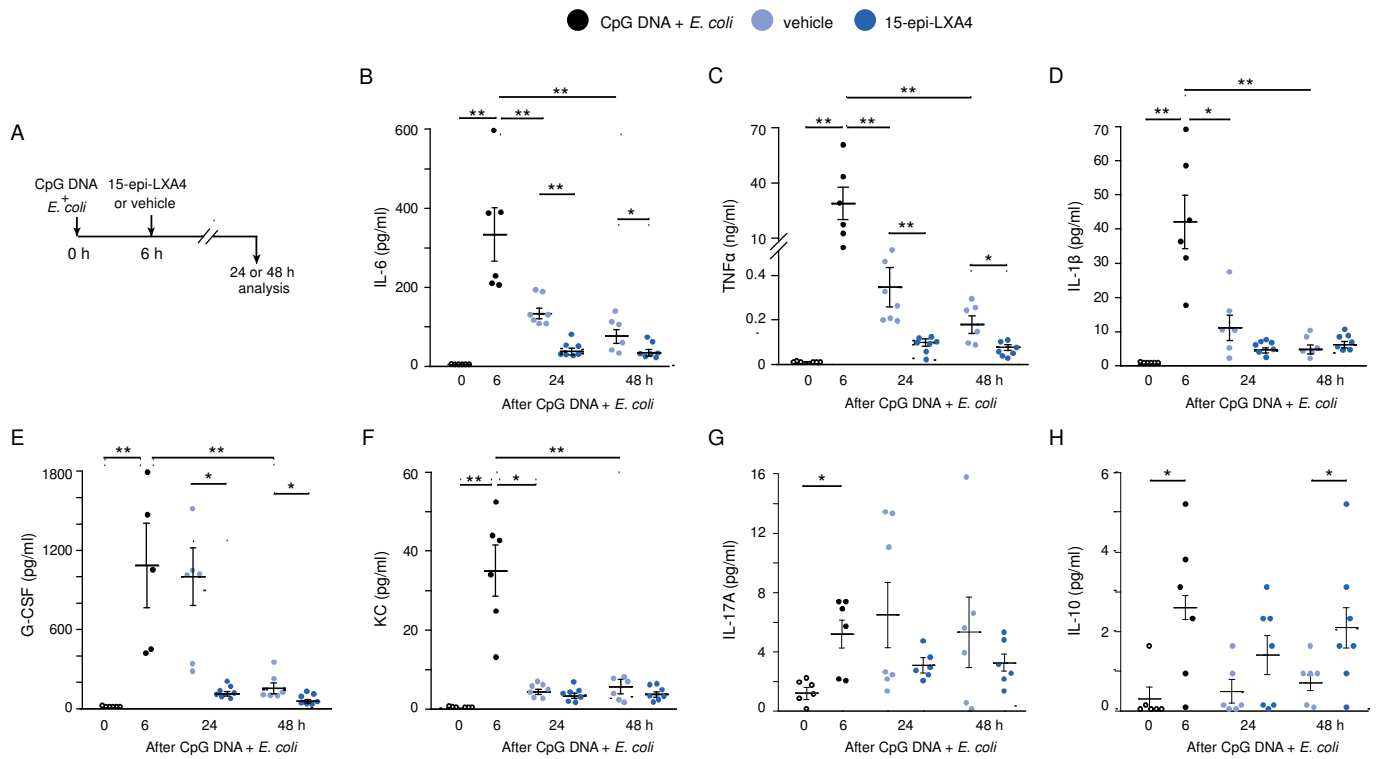 CpG DNA + E. coli vehicle 15-epi-LXA4
A
CpG DNA 15-epi-LXA4
+ or vehicle
E. coli
0 h 6 h
24 or 48 h
analysis
B
** 
** **
**
*
IL-6 (pg/ml)
600
400
200
0
0 6 24 48 h
After CpG DNA + E. coli
C
**
** **
**
*
TNFα (ng/ml)
70
40
10
0.4
0.2
0
0 6 24 48 h
After CpG DNA + E. coli
D
**
** *
IL-1β (pg/ml)
70
60
50
40
30
20
10
0
0 6 24 48 h
After CpG DNA + E. coli
E
** **
*
*
G-CSF (pg/ml)
1800
1200
600
0
0 6 24 48 h
After CpG DNA + E. coli
F
**
** *
KC (pg/ml)
60
40
20
0
0 6 24 48 h
After CpG DNA + E. coli
G
*
IL-17A (pg/ml)
16
12
8
4
0
0 6 24 48 h
After CpG DNA + E. coli
H
* *
IL-10 (pg/ml)
6
4
2
0
0 6 24 48 h
After CpG DNA + E. coli